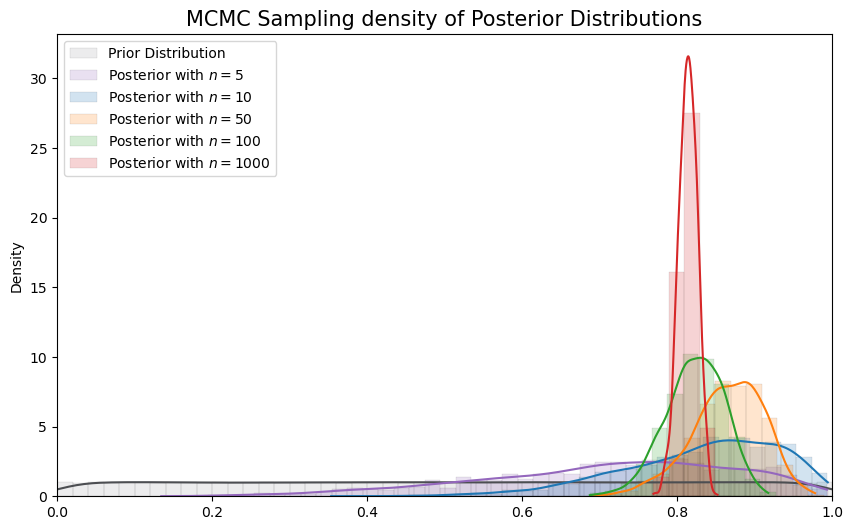 MCMC Sampling density of Posterior Distributions
Prior Distribution
Posterior with n = 5
Posterior with n = 10
Posterior with n = 50
Posterior with n = 100
Posterior with n = 1000
Density
30
25
20
15
10
5
0
0.0 0.2 0.4 0.6 0.8 1.0